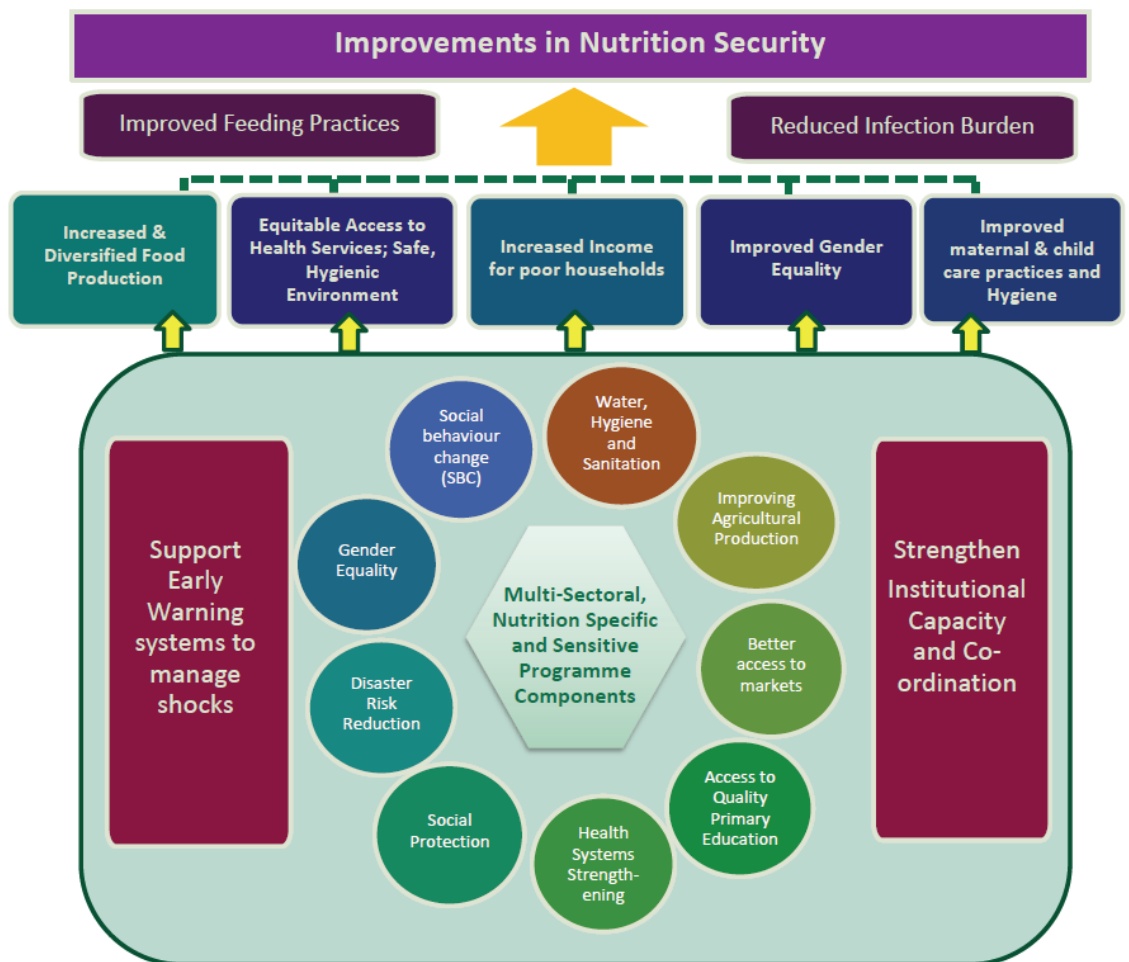 Improvements in Nutrition Security
Improved Feeding Practices
Reduced Infection Burden
Increased &
Diversified Food
Production
Equitable Access to
Health Services; Safe,
Hygienic
Environment
Increased Income
for poor households
Improved Gender
Equality
Improved
maternal & child
care practices and
Hygiene
Support
Early
Warning
systems to
manage
shocks
Social
behaviour
change
(SBC)
Water,
Hygiene
and
Sanitation
Improving
Agricultural
Production
Better
access to
markets
Access to
Quality
Primary
Education
Health
Systems
Strength-
ening
Social
Protection
Disaster
Risk
Reduction
Gender
Equality
Multi-Sectoral,
Nutrition Specific
and Sensitive
Programme
Components
Strengthen
Institutional
Capacity
and Co-
ordination